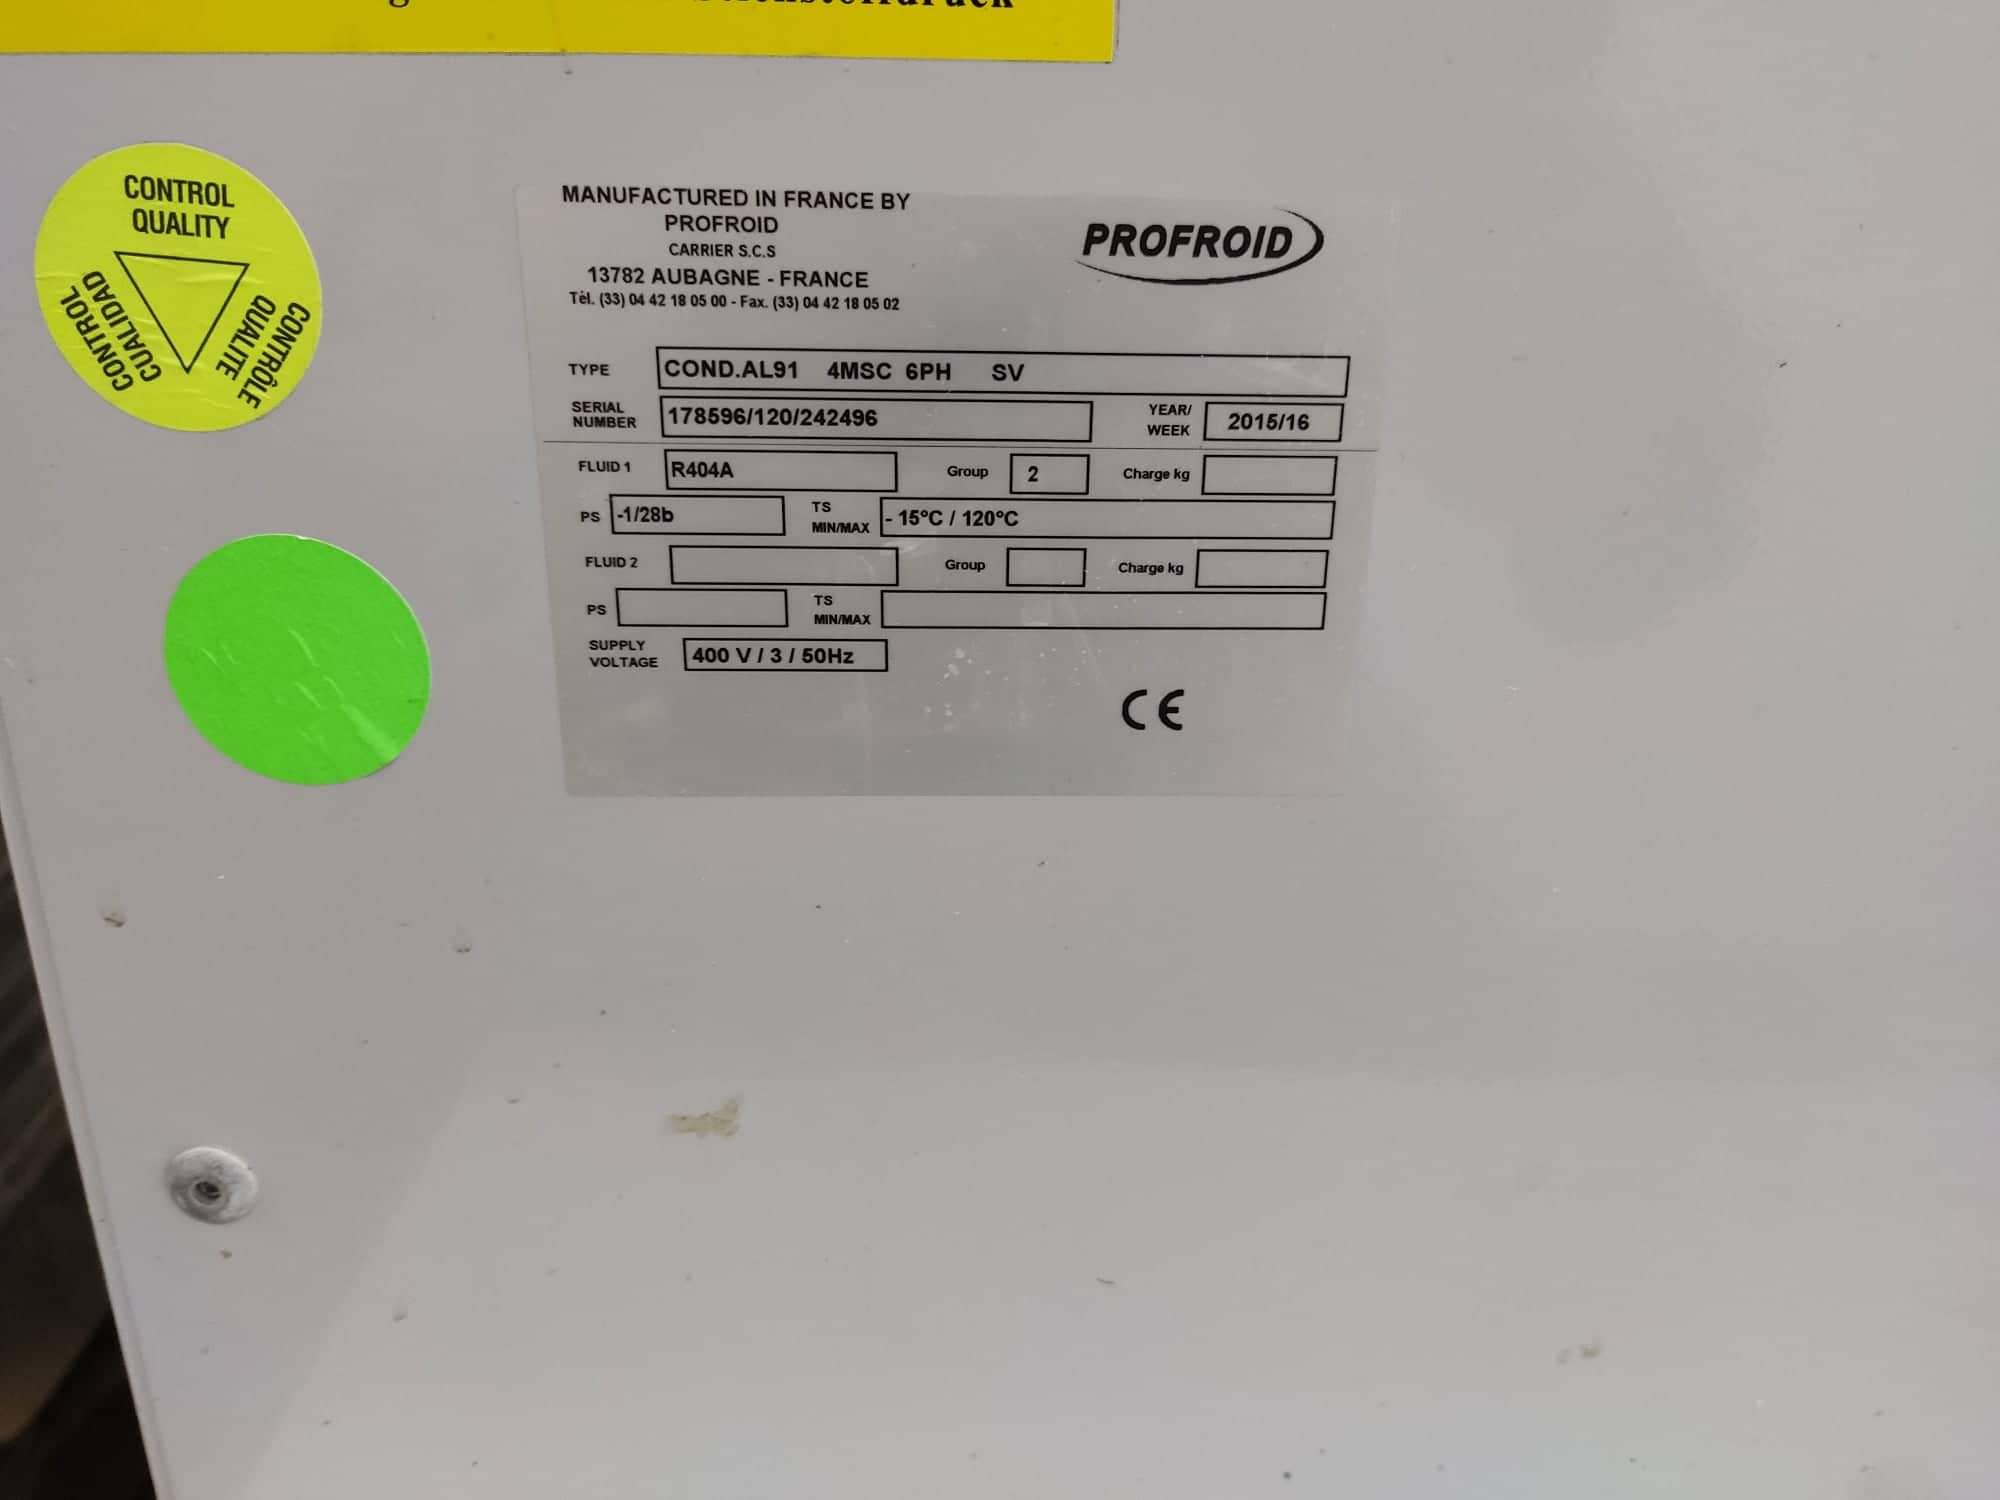 CONTROL
QUALITY
CONTRÔLE
QUALITE
CONTROL
CUALIDAD
MANUFACTURED IN FRANCE BY
PROFROID
CARRIER S.C.S
13782 AUBAGNE - FRANCE
Tél. (33) 04 42 18 05 00 - Fax. (33) 04 42 18 05 02
PROFROID
TYPE COND.AL91 4MSC 6PH SV
SERIAL NUMBER 178596/120/242496 YEAR/ WEEK 2015/16
FLUID 1 R404A Group 2 Charge kg
PS -1/28b TS MIN/MAX - 15°C / 120°C
FLUID 2 Group Charge kg
PS TS MIN/MAX
SUPPLY VOLTAGE 400 V / 3 / 50Hz
CE